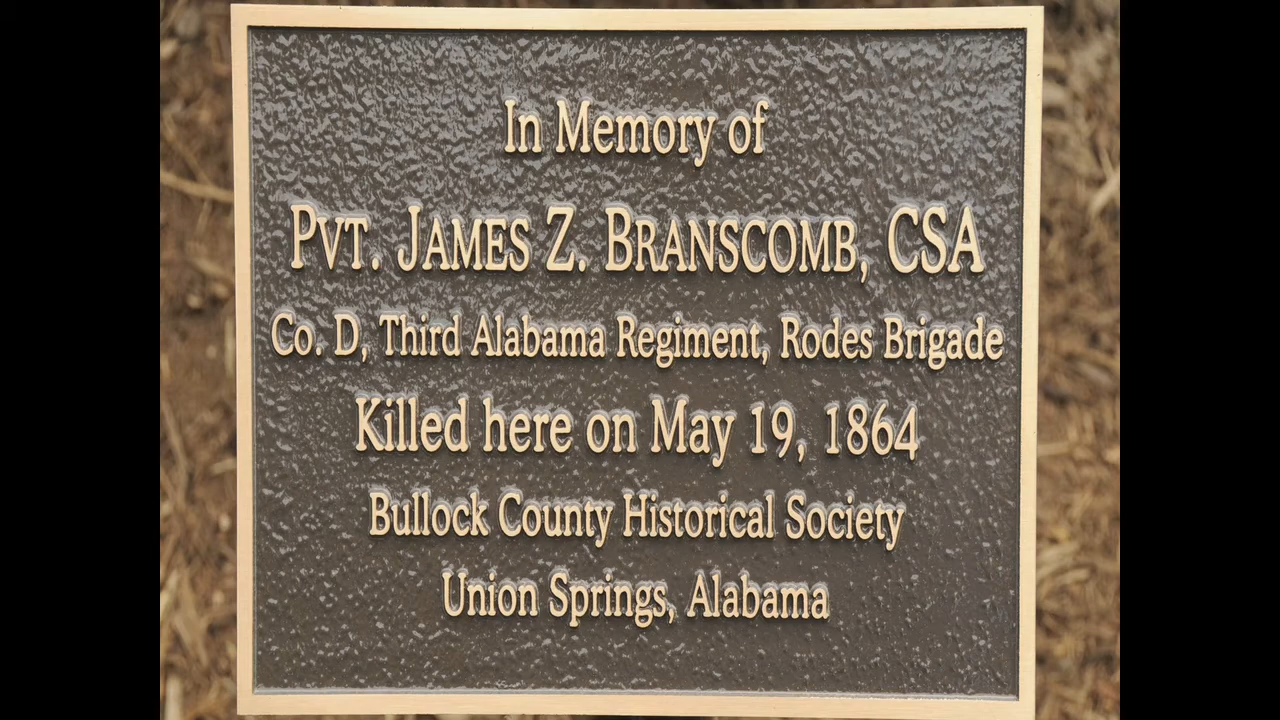 In Memory of
Pvt. James Z. Branscomb, CSA
Co. D, Third Alabama Regiment, Rodes Brigade
Killed here on May 19, 1864
Bullock County Historical Society
Union Springs, Alabama